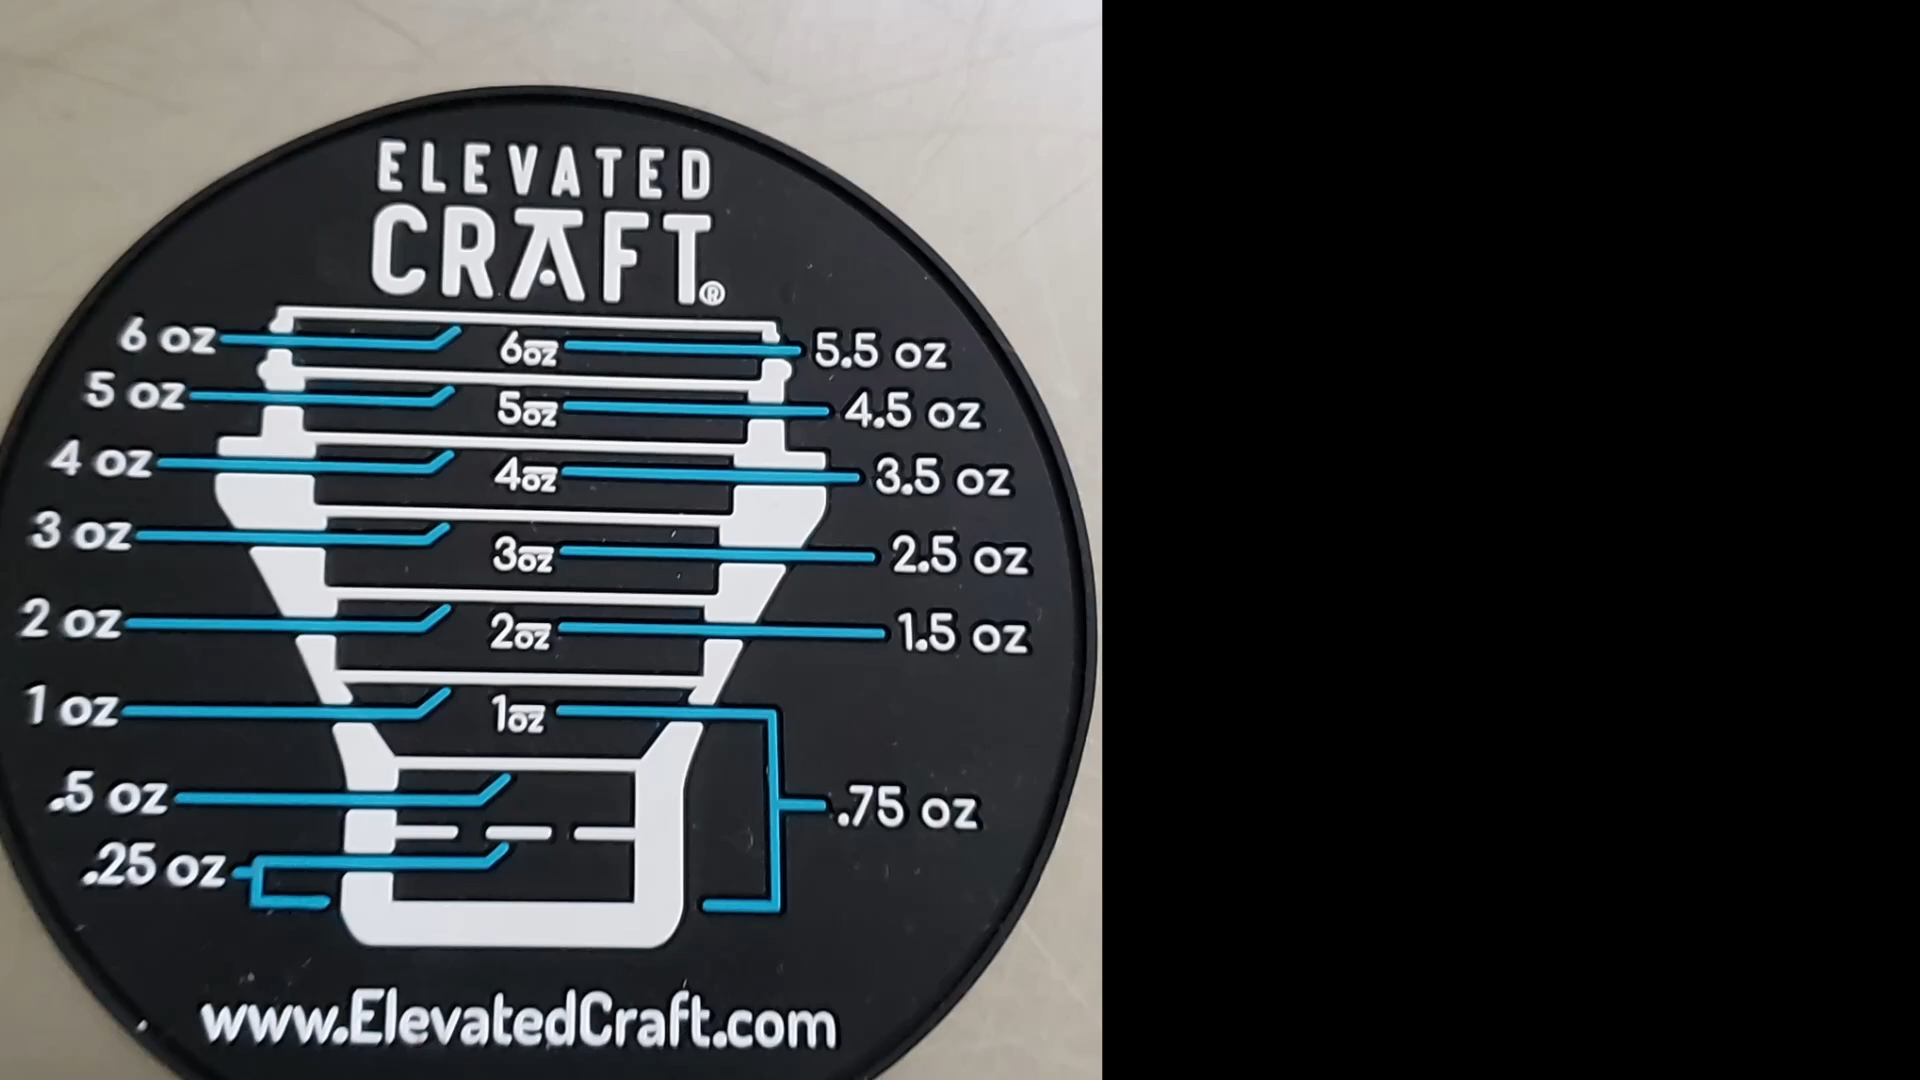 ELEVATED
CRAFT®
6 oz 6oz 5.5 oz
5 oz 5oz 4.5 oz
4 oz 4oz 3.5 oz
3 oz 3oz 2.5 oz
2 oz 2oz 1.5 oz
1 oz 1oz
.5 oz .75 oz
.25 oz
www.ElevatedCraft.com